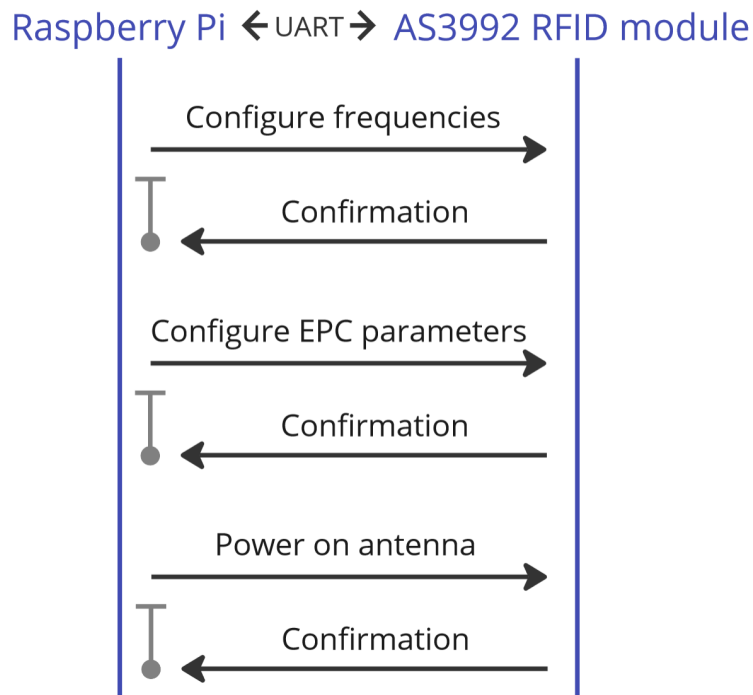 Raspberry Pi ←UART→ AS3992 RFID module
Configure frequencies
Confirmation
Configure EPC parameters
Confirmation
Power on antenna
Confirmation